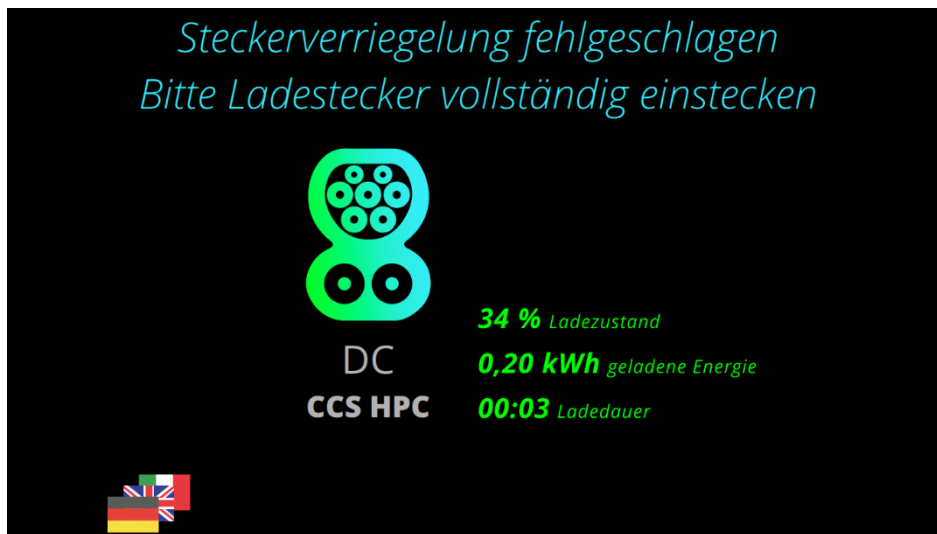 Steckerverriegelung fehlgeschlagen
Bitte Ladestecker vollständig einstecken
34 % Ladezustand
DC
0,20 kWh geladene Energie
CCS HPC
00:03 Ladedauer